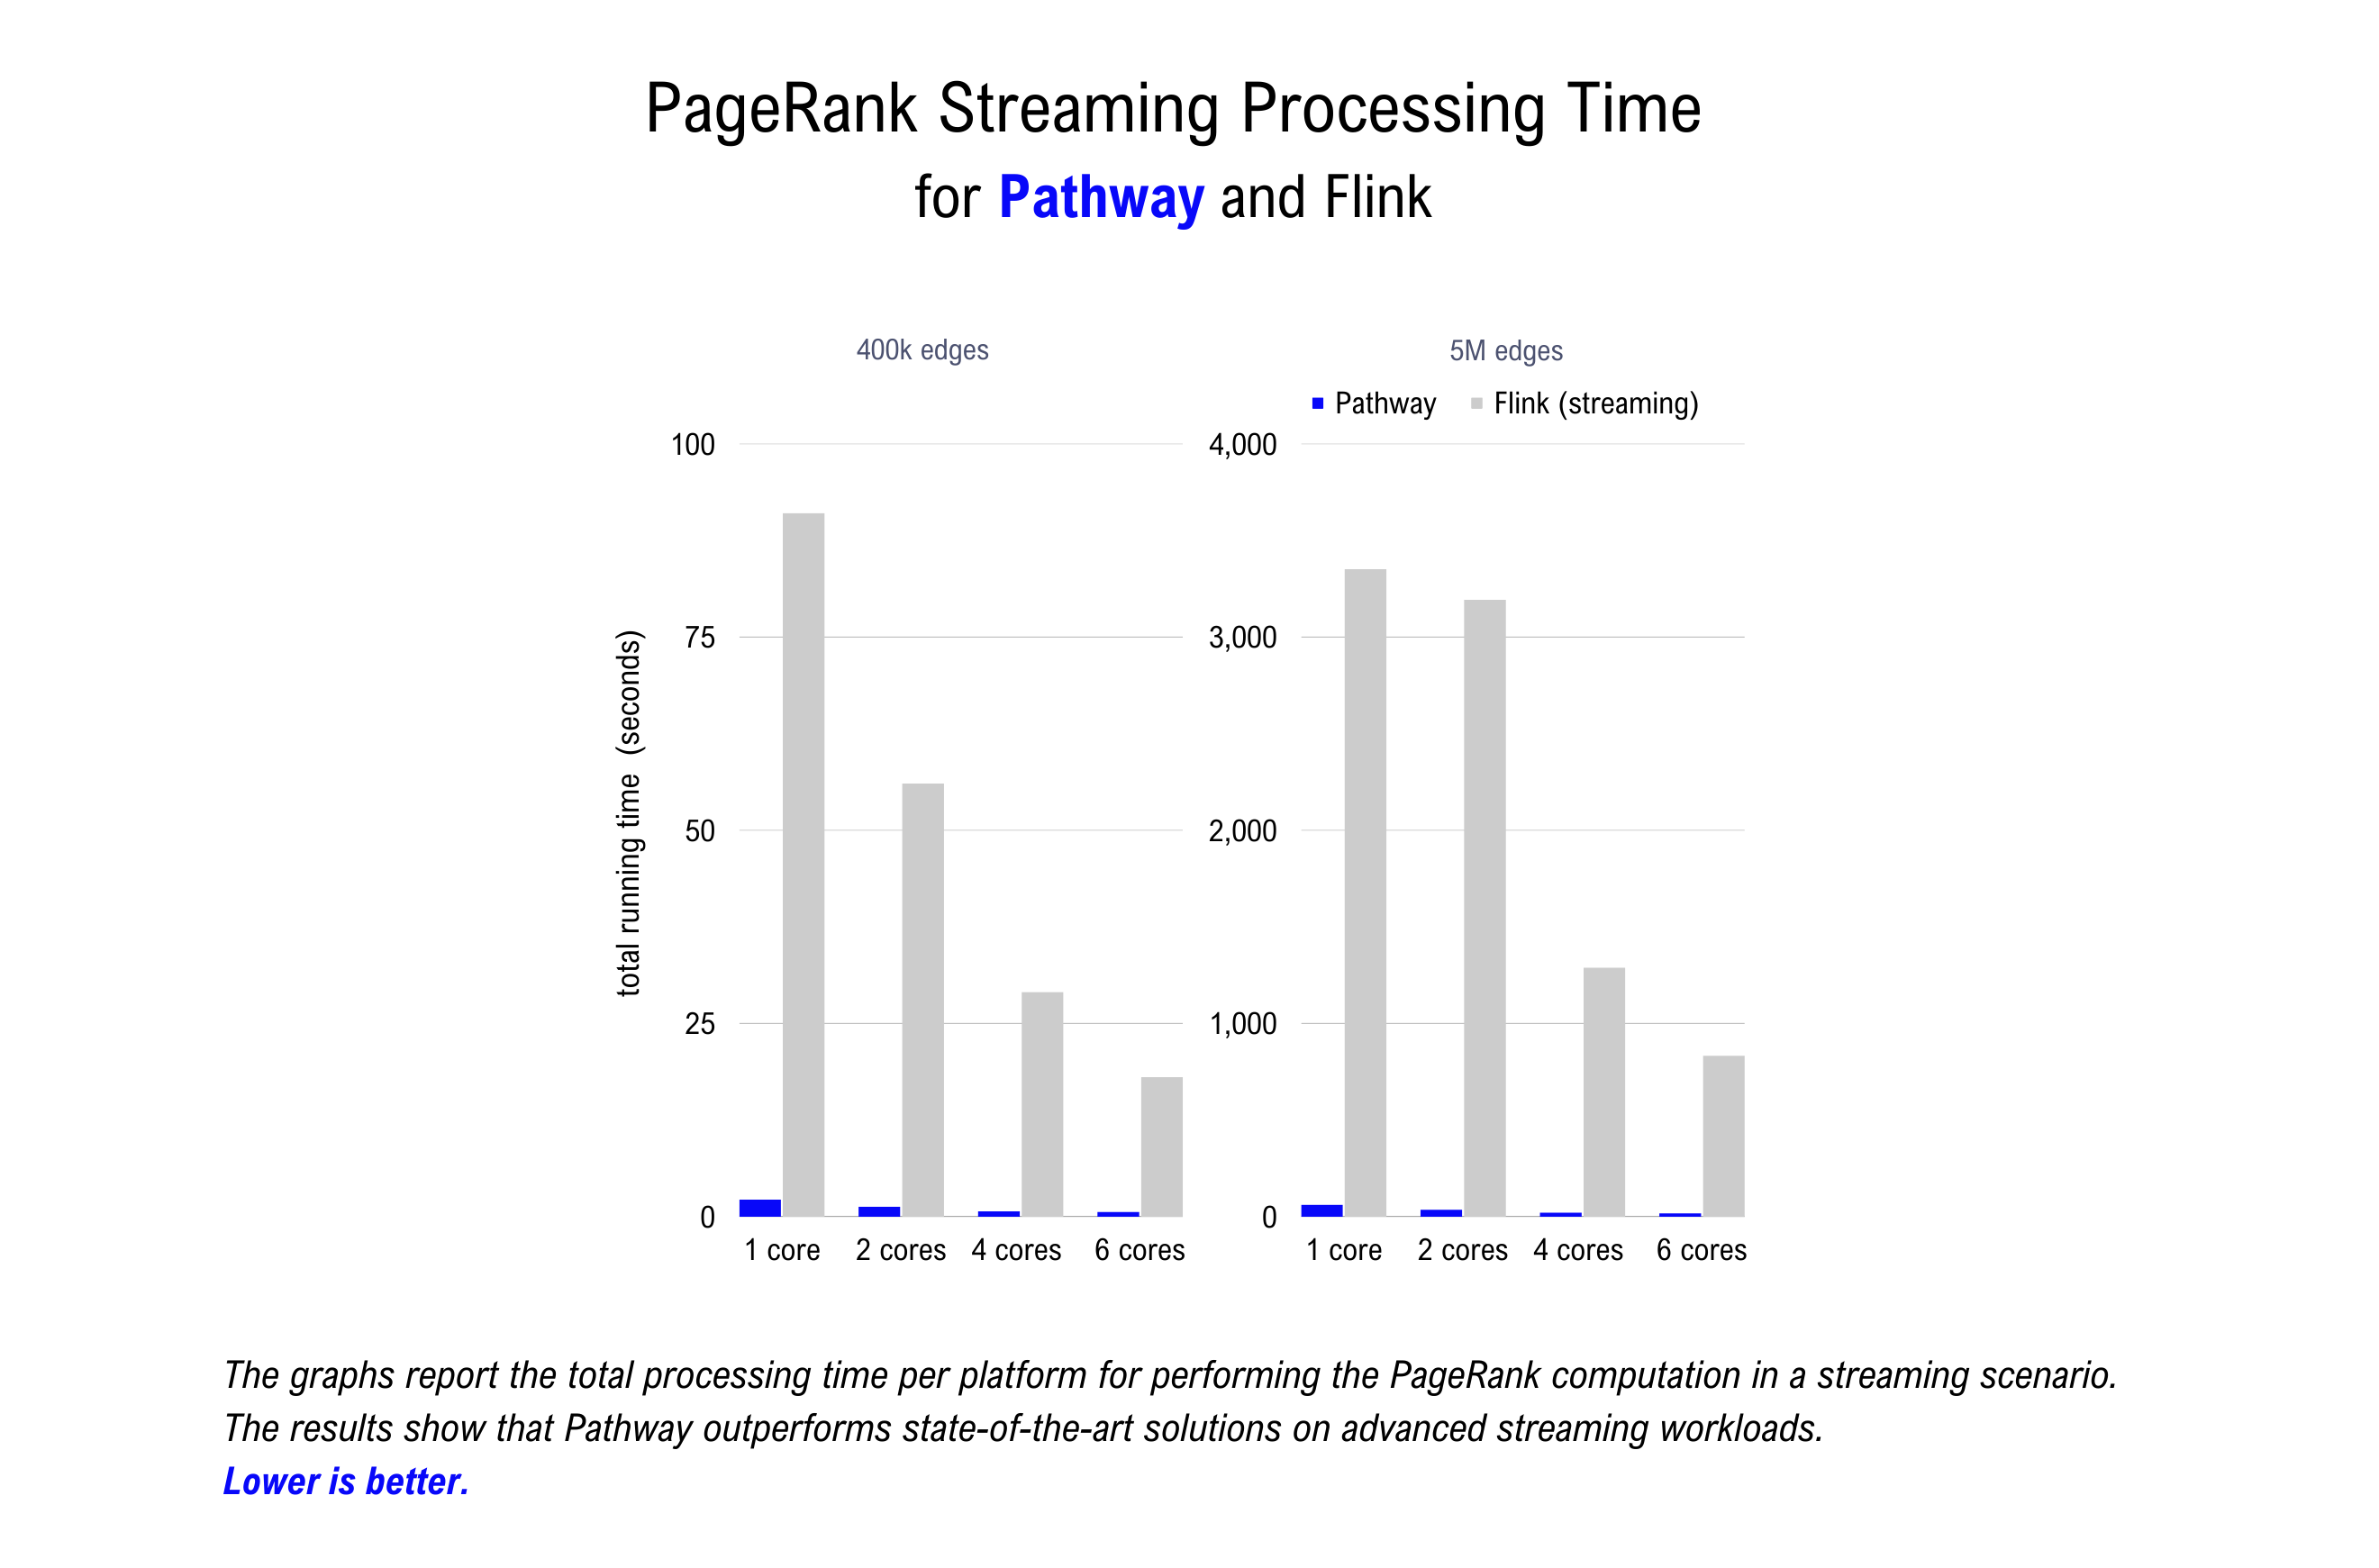 PageRank Streaming Processing Time
for Pathway and Flink
400k edges
5M edges
Pathway
Flink (streaming)
total running time (seconds)
100
75
50
25
0
1 core
2 cores
4 cores
6 cores
4,000
3,000
2,000
1,000
0
1 core
2 cores
4 cores
6 cores
The graphs report the total processing time per platform for performing the PageRank computation in a streaming scenario.
The results show that Pathway outperforms state-of-the-art solutions on advanced streaming workloads.
Lower is better.